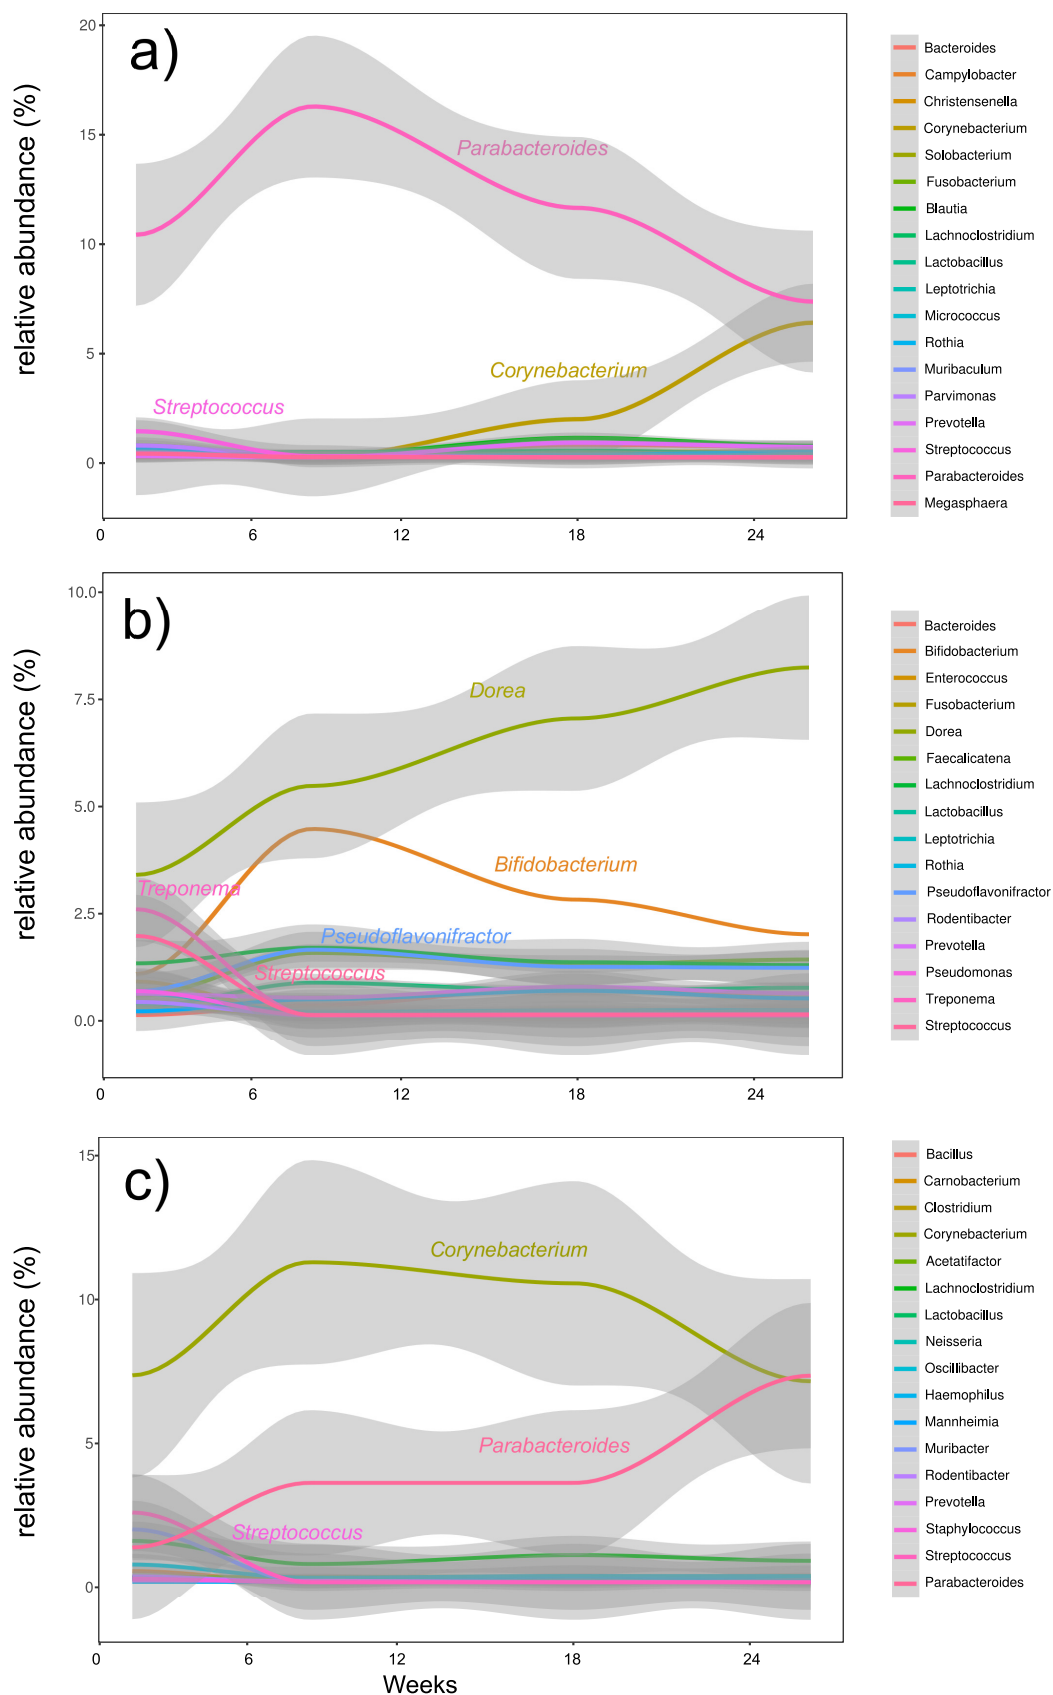 a)
relative abundance (%)
20
15
10
5
0
Parabacteroides
Corynebacterium
Streptococcus
0 6 12 18 24
Bacteroides
Campylobacter
Christensenella
Corynebacterium
Solobacterium
Fusobacterium
Blautia
Lachnoclostridium
Lactobacillus
Leptotrichia
Micrococcus
Rothia
Muribaculum
Parvimonas
Prevotella
Streptococcus
Parabacteroides
Megasphaera
b)
relative abundance (%)
10.0
7.5
5.0
2.5
0.0
Dorea
Bifidobacterium
Treponema
Pseudoflavonifractor
Streptococcus
0 6 12 18 24
Bacteroides
Bifidobacterium
Enterococcus
Fusobacterium
Dorea
Faecalicatena
Lachnoclostridium
Lactobacillus
Leptotrichia
Rothia
Pseudoflavonifractor
Rodentibacter
Prevotella
Pseudomonas
Treponema
Streptococcus
c)
relative abundance (%)
15
10
5
0
Corynebacterium
Parabacteroides
Streptococcus
0 6 12 18 24
Weeks
Bacillus
Carnobacterium
Clostridium
Corynebacterium
Acetatifactor
Lachnoclostridium
Lactobacillus
Neisseria
Oscillibacter
Haemophilus
Mannheimia
Muribacter
Rodentibacter
Prevotella
Staphylococcus
Streptococcus
Parabacteroides